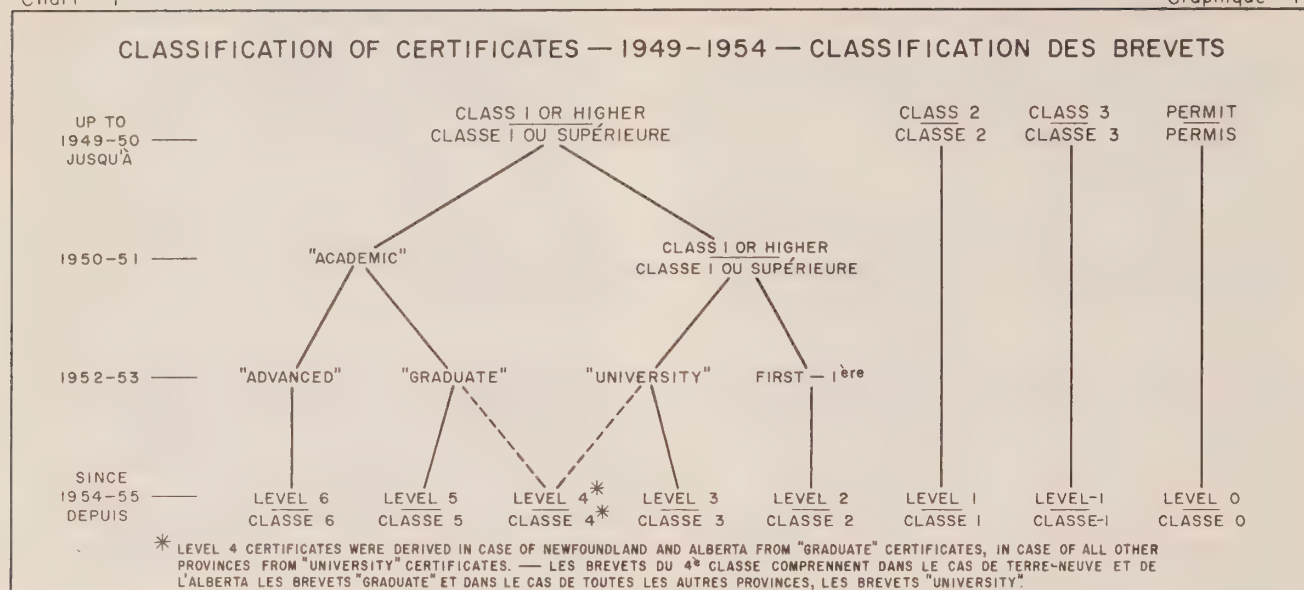 Chart 1
Graphique 1
CLASSIFICATION OF CERTIFICATES — 1949-1954 — CLASSIFICATION DES BREVETS
UP TO
1949-50
JUSQU'À
CLASS I OR HIGHER
CLASSE I OU SUPÉRIEURE
CLASS 2
CLASSE 2
CLASS 3
CLASSE 3
PERMIT
PERMIS
1950-51
"ACADEMIC"
CLASS I OR HIGHER
CLASSE I OU SUPÉRIEURE
1952-53
"ADVANCED"
"GRADUATE"
"UNIVERSITY"
FIRST — 1ère
SINCE
1954-55
DEPUIS
LEVEL 6
CLASSE 6
LEVEL 5
CLASSE 5
LEVEL 4*
CLASSE 4*
LEVEL 3
CLASSE 3
LEVEL 2
CLASSE 2
LEVEL 1
CLASSE 1
LEVEL-1
CLASSE-1
LEVEL 0
CLASSE 0
* LEVEL 4 CERTIFICATES WERE DERIVED IN CASE OF NEWFOUNDLAND AND ALBERTA FROM "GRADUATE" CERTIFICATES, IN CASE OF ALL OTHER
PROVINCES FROM "UNIVERSITY" CERTIFICATES. — LES BREVETS DU 4è CLASSE COMPRENNENT DANS LE CAS DE TERRE-NEUVE ET DE
L'ALBERTA LES BREVETS "GRADUATE" ET DANS LE CAS DE TOUTES LES AUTRES PROVINCES, LES BREVETS "UNIVERSITY".